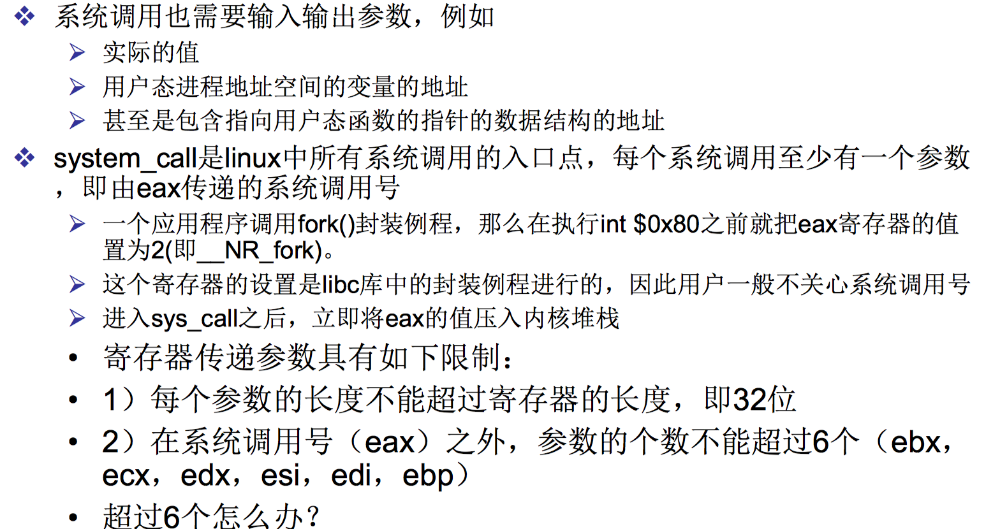 系统调用也需要输入输出参数，例如
实际的值
用户态进程地址空间的变量的地址
甚至是包含指向用户态函数的指针的数据结构的地址
system_call是linux中所有系统调用的入口点，每个系统调用至少有一个参数
，即由eax传递的系统调用号
一个应用程序调用fork()封装例程，那么在执行int $0x80之前就把eax寄存器的值
置为2(即__NR_fork)。
这个寄存器的设置是libc库中的封装例程进行的，因此用户一般不关心系统调用号
进入sys_call之后，立即将eax的值压入内核堆栈
• 寄存器传递参数具有如下限制：
• 1）每个参数的长度不能超过寄存器的长度，即32位
• 2）在系统调用号（eax）之外，参数的个数不能超过6个（ebx，
ecx，edx，esi，edi，ebp）
• 超过6个怎么办？